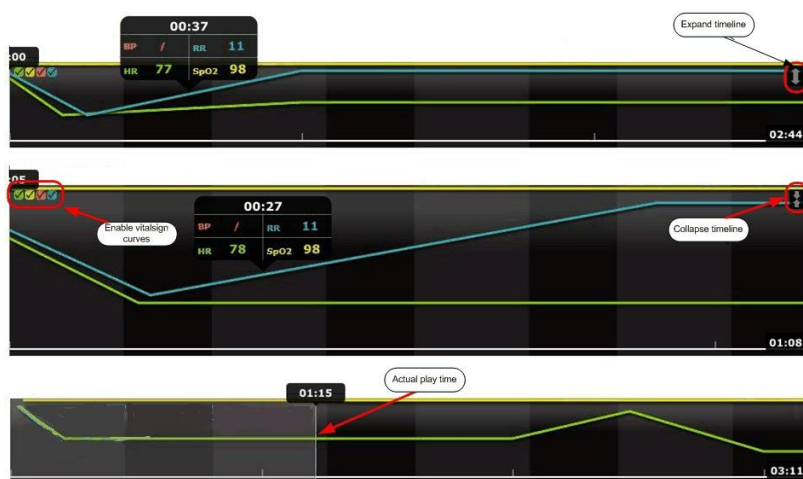 00:37
Expand timeline
:00
BP / RR 11
HR 77 SpO2 98
02:44
:05
00:27
Enable vitalsign
curves
BP / RR 11
Collapse timeline
HR 78 SpO2 98
01:08
Actual play time
01:15
03:11